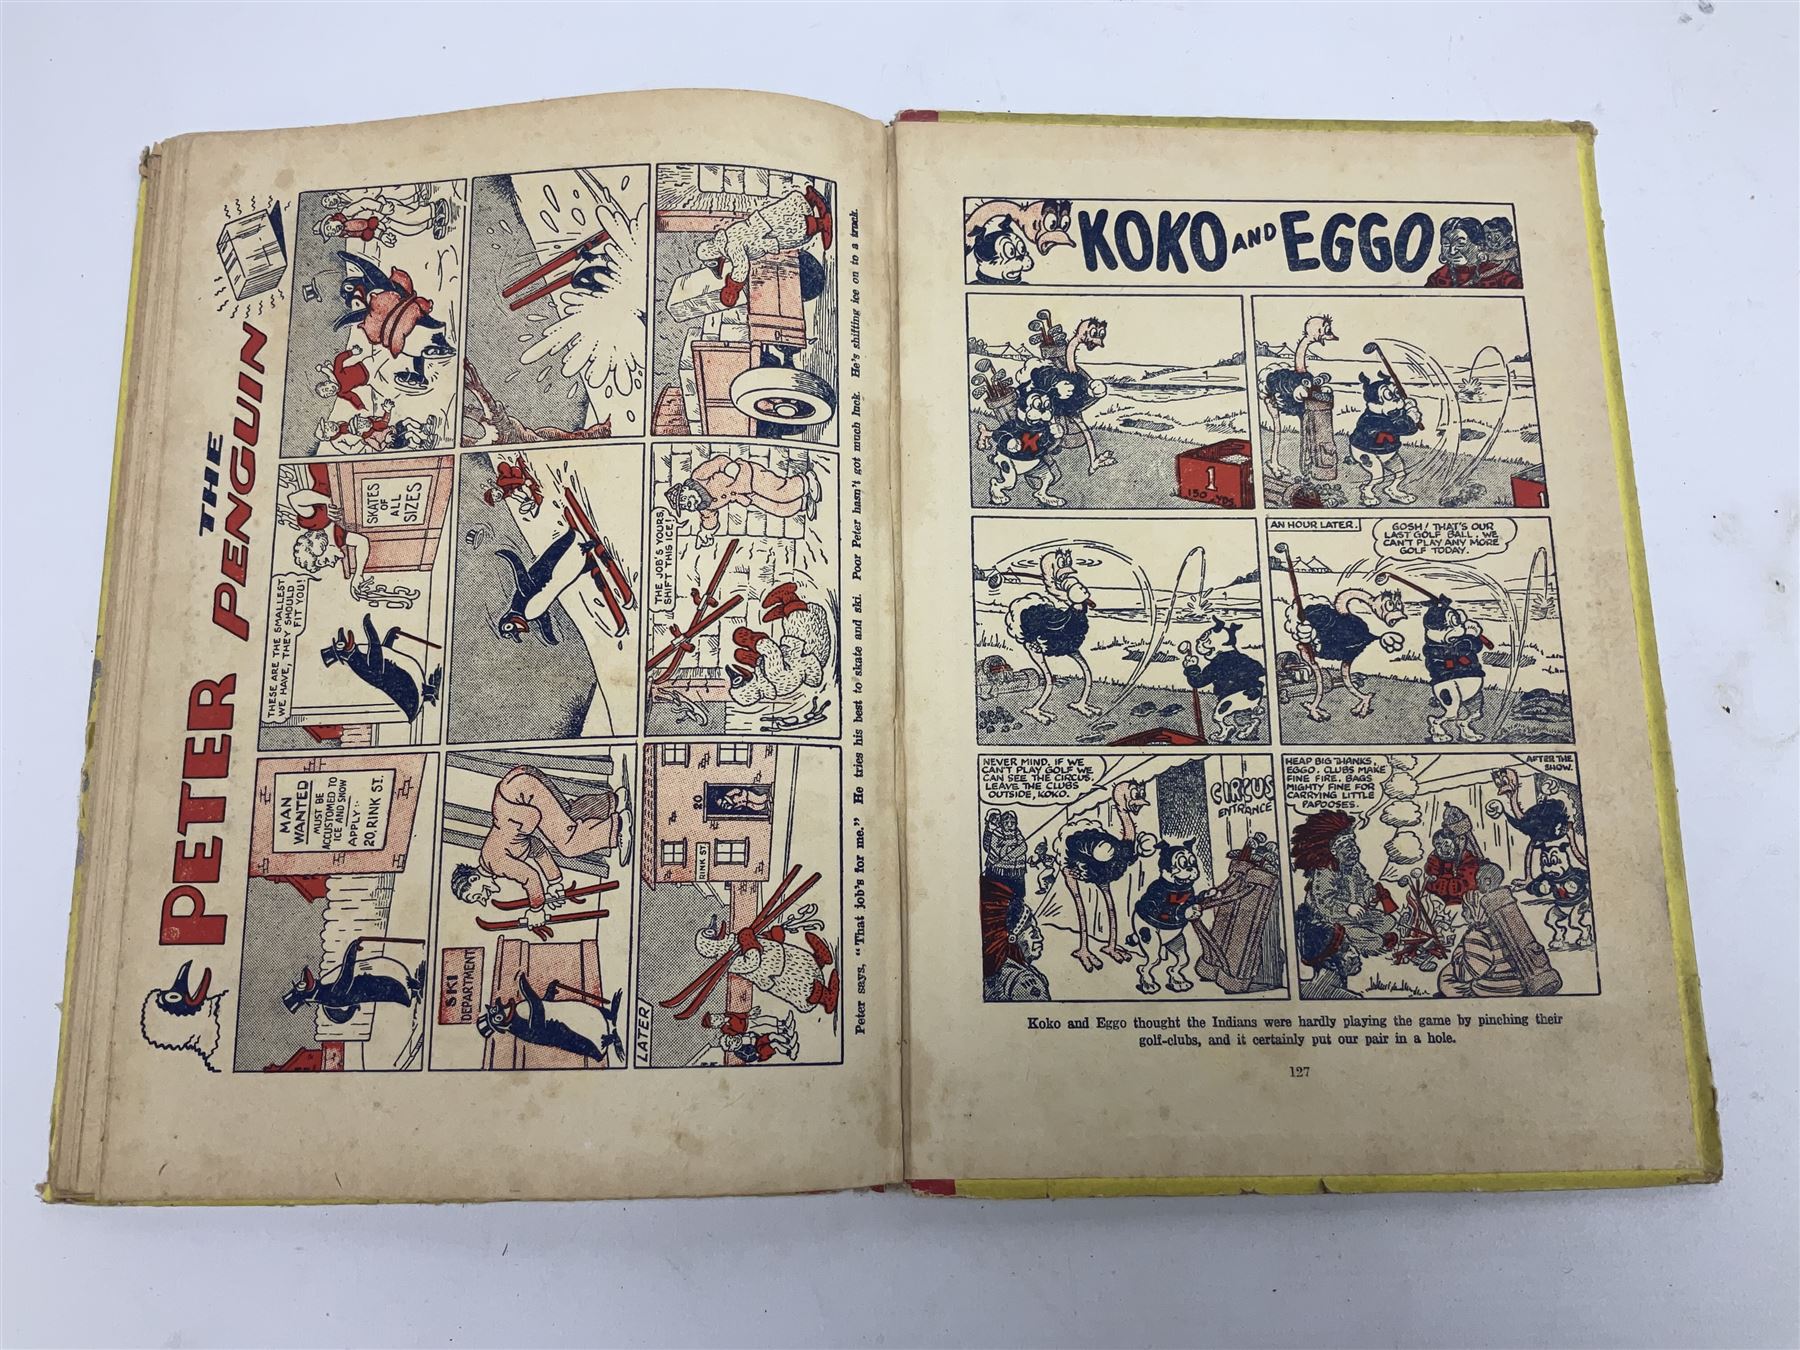 PETER THE PENGUIN
MAN
WANTED
MUST BE
ACCUSTOMED TO
ICE AND SNOW
APPLY:-
20, RINK ST.
THESE ARE THE SMALLEST
WE HAVE, THEY SHOULD
FIT YOU!
SKATES
OF
ALL
SIZES
SKI
DEPARTMENT
LATER
RINK ST
20
THE JOB'S YOURS,
SHIFT THIS ICE!
Peter says, "That job's for me." He tries his best to skate and ski. Poor Peter hasn't got much luck. He's shifting ice on to a truck.
KOKO AND EGGO
K
1
1
150 YDS.
1
AN HOUR LATER.
GOSH! THAT'S OUR
LAST GOLF BALL. WE
CAN'T PLAY ANY MORE
GOLF TODAY.
NEVER MIND. IF WE
CAN'T PLAY GOLF WE
CAN SEE THE CIRCUS.
LEAVE THE CLUBS
OUTSIDE, KOKO.
CIRCUS
ENTRANCE
HEAP BIG THANKS,
EGGO. CLUBS MAKE
FINE FIRE. BAGS
MIGHTY FINE FOR
CARRYING LITTLE
PAPOOSES.
AFTER THE
SHOW.
Koko and Eggo thought the Indians were hardly playing the game by pinching their
golf-clubs, and it certainly put our pair in a hole.
127